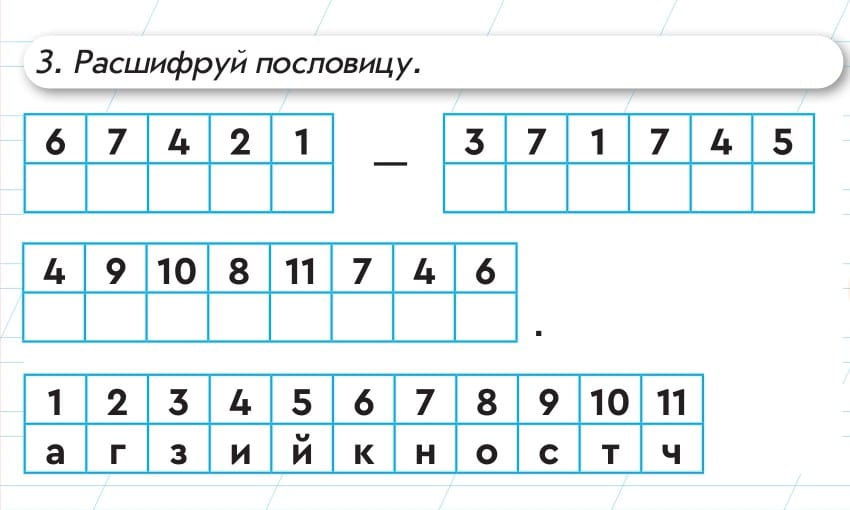 3. Расшифруй пословицу.
6 7 4 2 1 — 3 7 1 7 4 5
4 9 10 8 11 7 4 6 .
1 2 3 4 5 6 7 8 9 10 11
а г з и й к н о с т ч